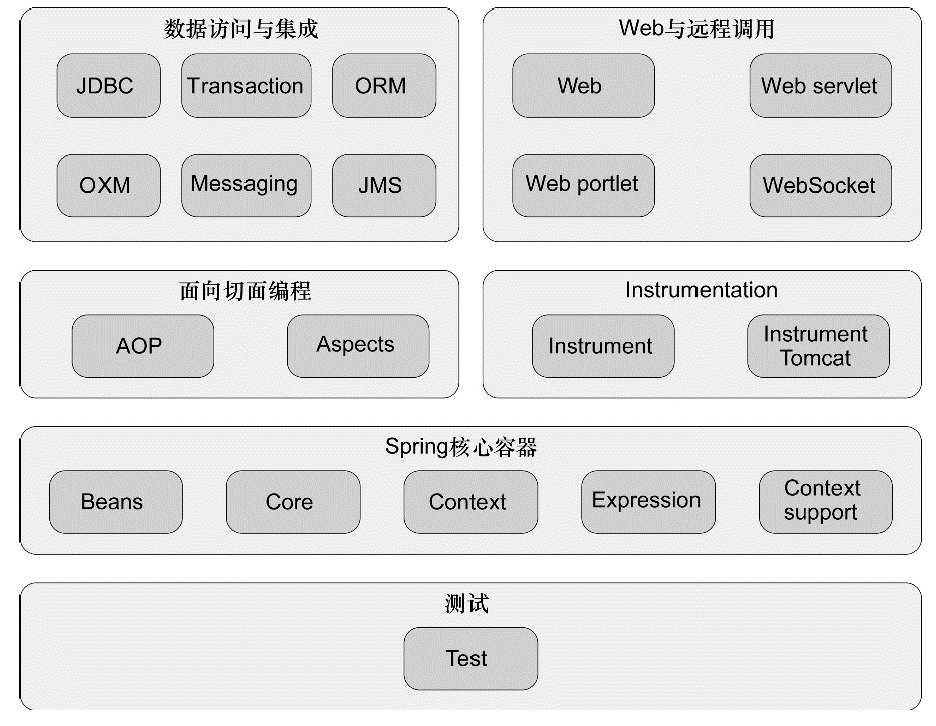 数据访问与集成
JDBC
Transaction
ORM
OXM
Messaging
JMS
Web与远程调用
Web
Web servlet
Web portlet
WebSocket
面向切面编程
AOP
Aspects
Instrumentation
Instrument
Instrument
Tomcat
Spring核心容器
Beans
Core
Context
Expression
Context
support
测试
Test